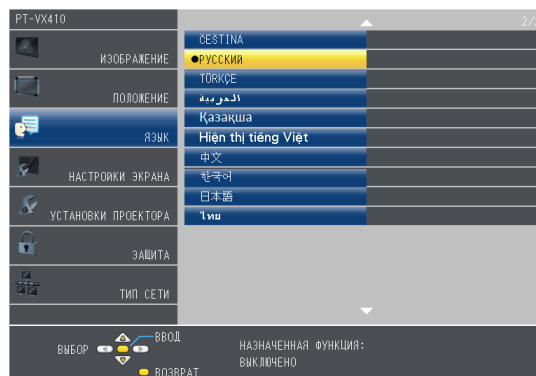 PT-VX410
2/2
ИЗОБРАЖЕНИЕ
ПОЛОЖЕНИЕ
ЯЗЫК
НАСТРОЙКИ ЭКРАНА
УСТАНОВКИ ПРОЕКТОРА
ЗАЩИТА
ТИП СЕТИ
ČEŠTINA
●РУССКИЙ
TÜRKÇE
العربية
Қазақша
Hiện thị tiếng Việt
中文
한국어
日本語
ไทย
ВЫБОР
ВВОД
ВОЗВРАТ
НАЗНАЧЕННАЯ ФУНКЦИЯ:
ВЫКЛЮЧЕНО